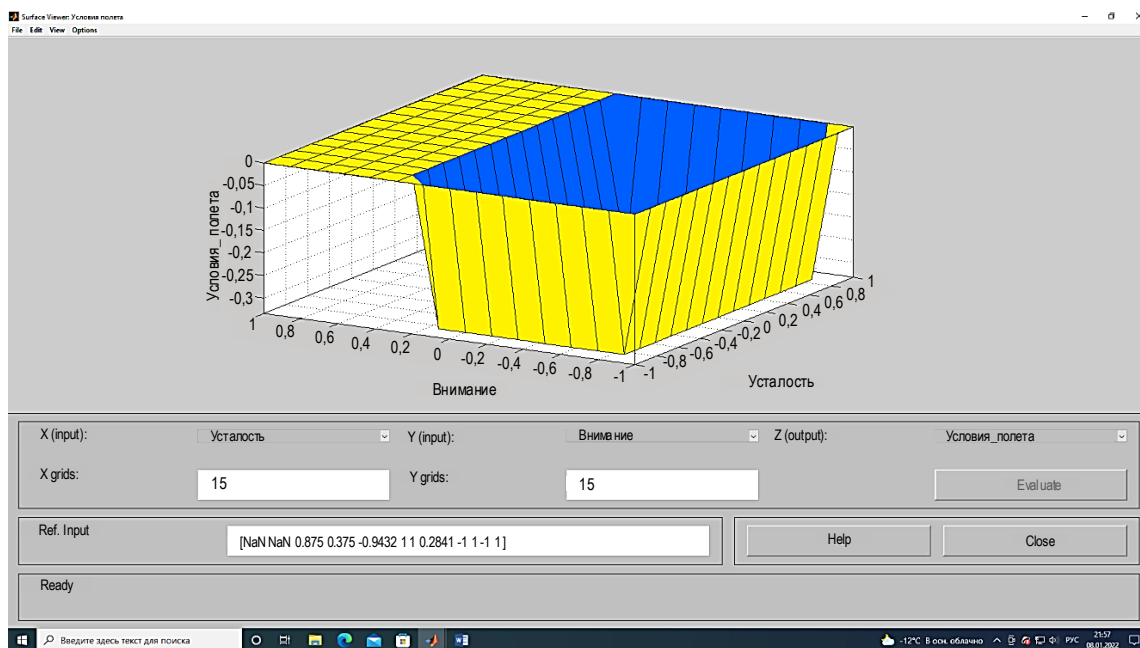 Surface Viewer: Условия полета
File Edit View Options
0
-0,05
-0,1
-0,15
-0,2
-0,25
-0,3
Условия_ полета
1 0,8 0,6 0,4 0,2 0 -0,2 -0,4 -0,6 -0,8 -1
Внимание
-1 -0,8 -0,6 -0,4 -0,2 0 0,2 0,4 0,6 0,8 1
Усталость
X (input): Усталость Y (input): Внимание Z (output): Условия_полета
X grids: 15 Y grids: 15 Evaluate
Ref. Input [NaN NaN 0.875 0.375 -0.9432 1 1 0.2841 -1 1 -1 1] Help Close
Ready
Введите здесь текст для поиска -12°C В осн. облачно РУС 21:57
08.01.2022